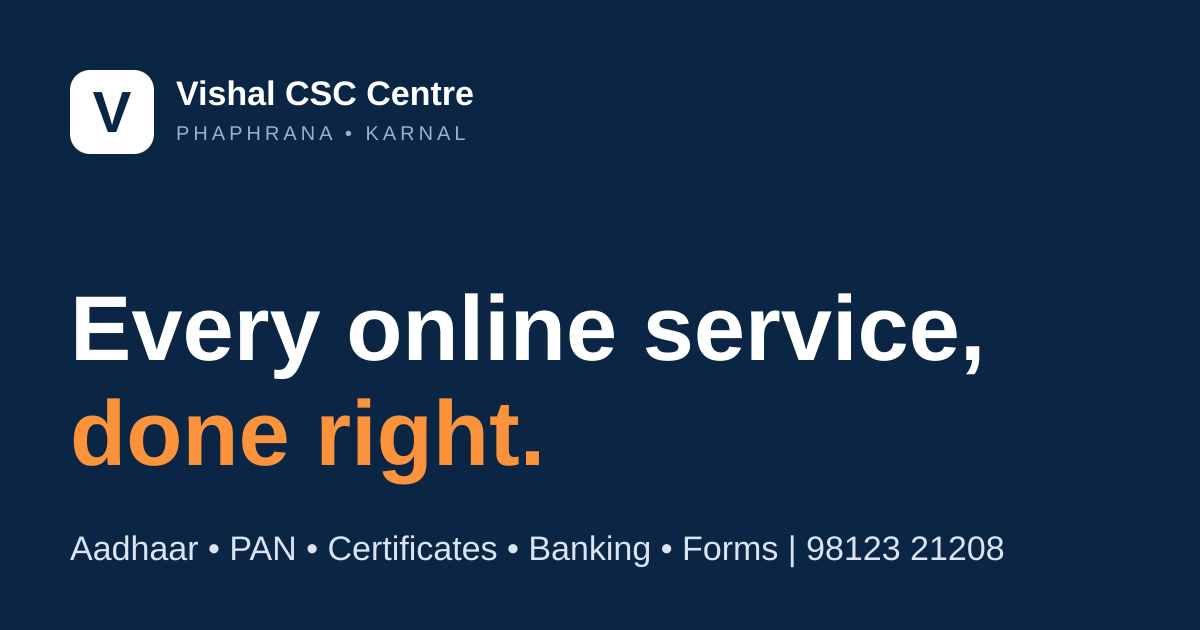 V
Vishal CSC Centre
PHAPHRANA • KARNAL
Every online service,
done right.
Aadhaar • PAN • Certificates • Banking • Forms | 98123 21208